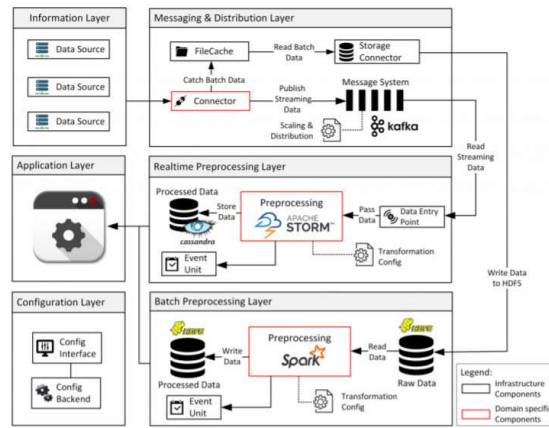 Information Layer
Data Source
Data Source
Data Source
Messaging & Distribution Layer
FileCache
Read Batch
Data
Storage
Connector
Catch Batch Data
Connector
Publish
Streaming
Data
Message System
Scaling &
Distribution
kafka
Read
Streaming
Data
Application Layer
Realtime Preprocessing Layer
Processed Data
cassandra
Store
Data
Preprocessing
APACHE
STORM™
Pass
Data
Data Entry
Point
Event
Unit
Transformation
Config
Write Data
to HDFS
Configuration Layer
Config
Interface
Config
Backend
Batch Preprocessing Layer
HDFS
Processed Data
Write
Data
Preprocessing
Spark
Read
Data
HDFS
Raw Data
Event
Unit
Transformation
Config
Legend:
Infrastructure
Components
Domain specific
Components